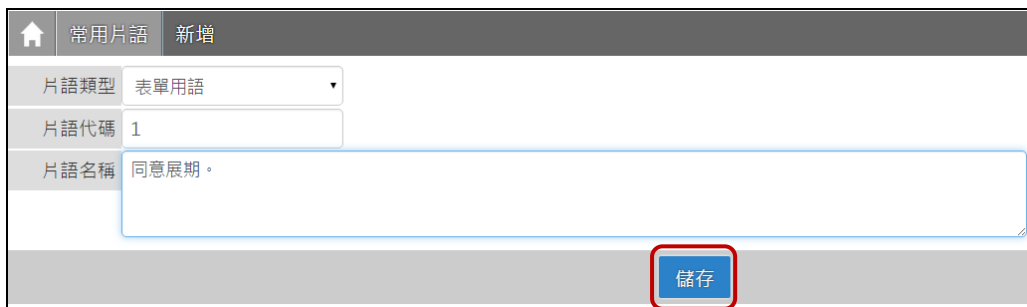 常用片語 新增
片語類型 表單用語
片語代碼 1
片語名稱 同意展期。
儲存